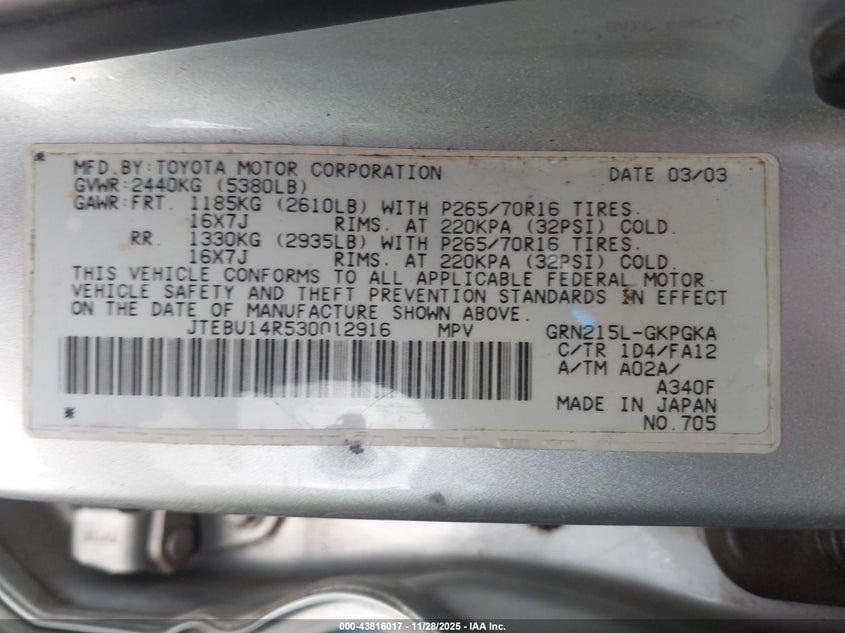 MFD.BY:TOYOTA MOTOR CORPORATION DATE 03/03
GVWR:2440KG (5380LB)
GAWR:FRT. 1185KG (2610LB) WITH P265/70R16 TIRES.
16X7J RIMS. AT 220KPA (32PSI) COLD.
RR. 1330KG (2935LB) WITH P265/70R16 TIRES.
16X7J RIMS. AT 220KPA (32PSI) COLD.
THIS VEHICLE CONFORMS TO ALL APPLICABLE FEDERAL MOTOR
VEHICLE SAFETY AND THEFT PREVENTION STANDARDS IN EFFECT
ON THE DATE OF MANUFACTURE SHOWN ABOVE.
JTEBU14R530012916 MPV GRN215L-GKPGKA
C/TR 1D4/FA12
A/TM A02A/
A340F
MADE IN JAPAN
NO.705
000-43816017 — 11/28/2025 — IAA Inc.